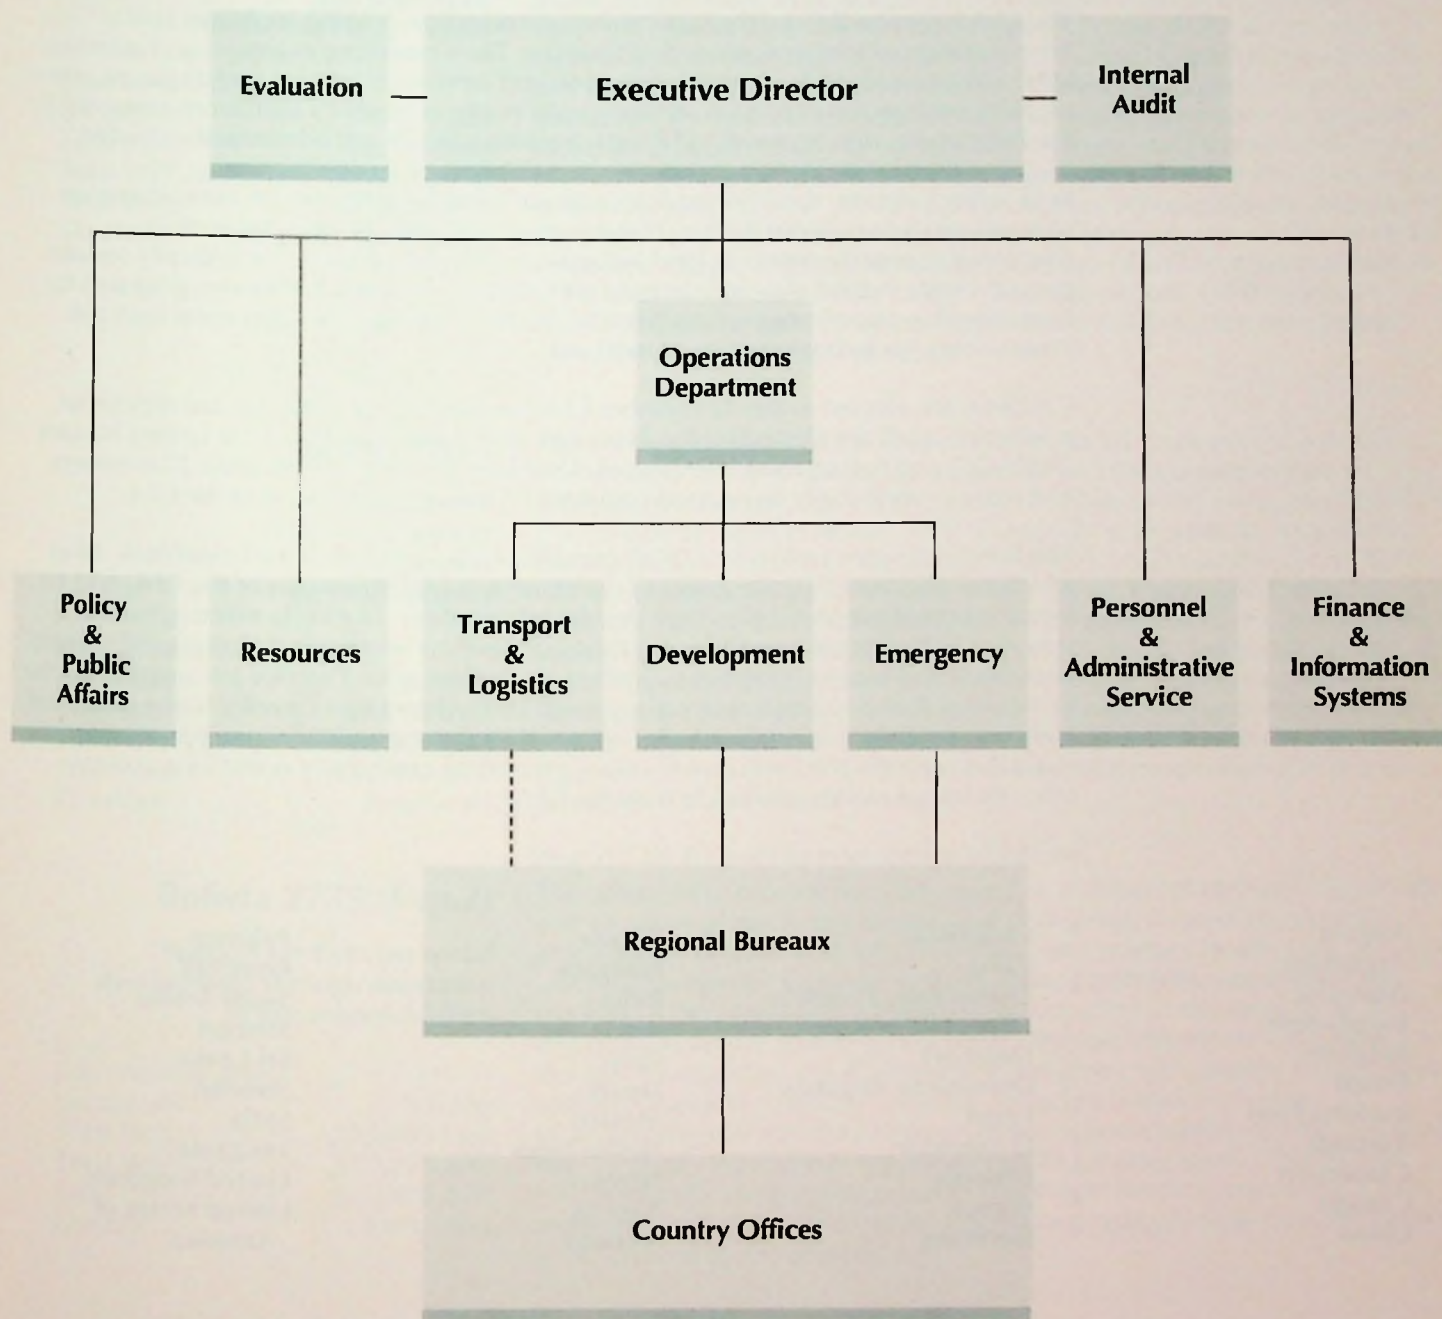 Evaluation
Executive Director
Internal
Audit
Operations
Department
Policy
&
Public
Affairs
Resources
Transport
&
Logistics
Development
Emergency
Personnel
&
Administrative
Service
Finance
&
Information
Systems
Regional Bureaux
Country Offices